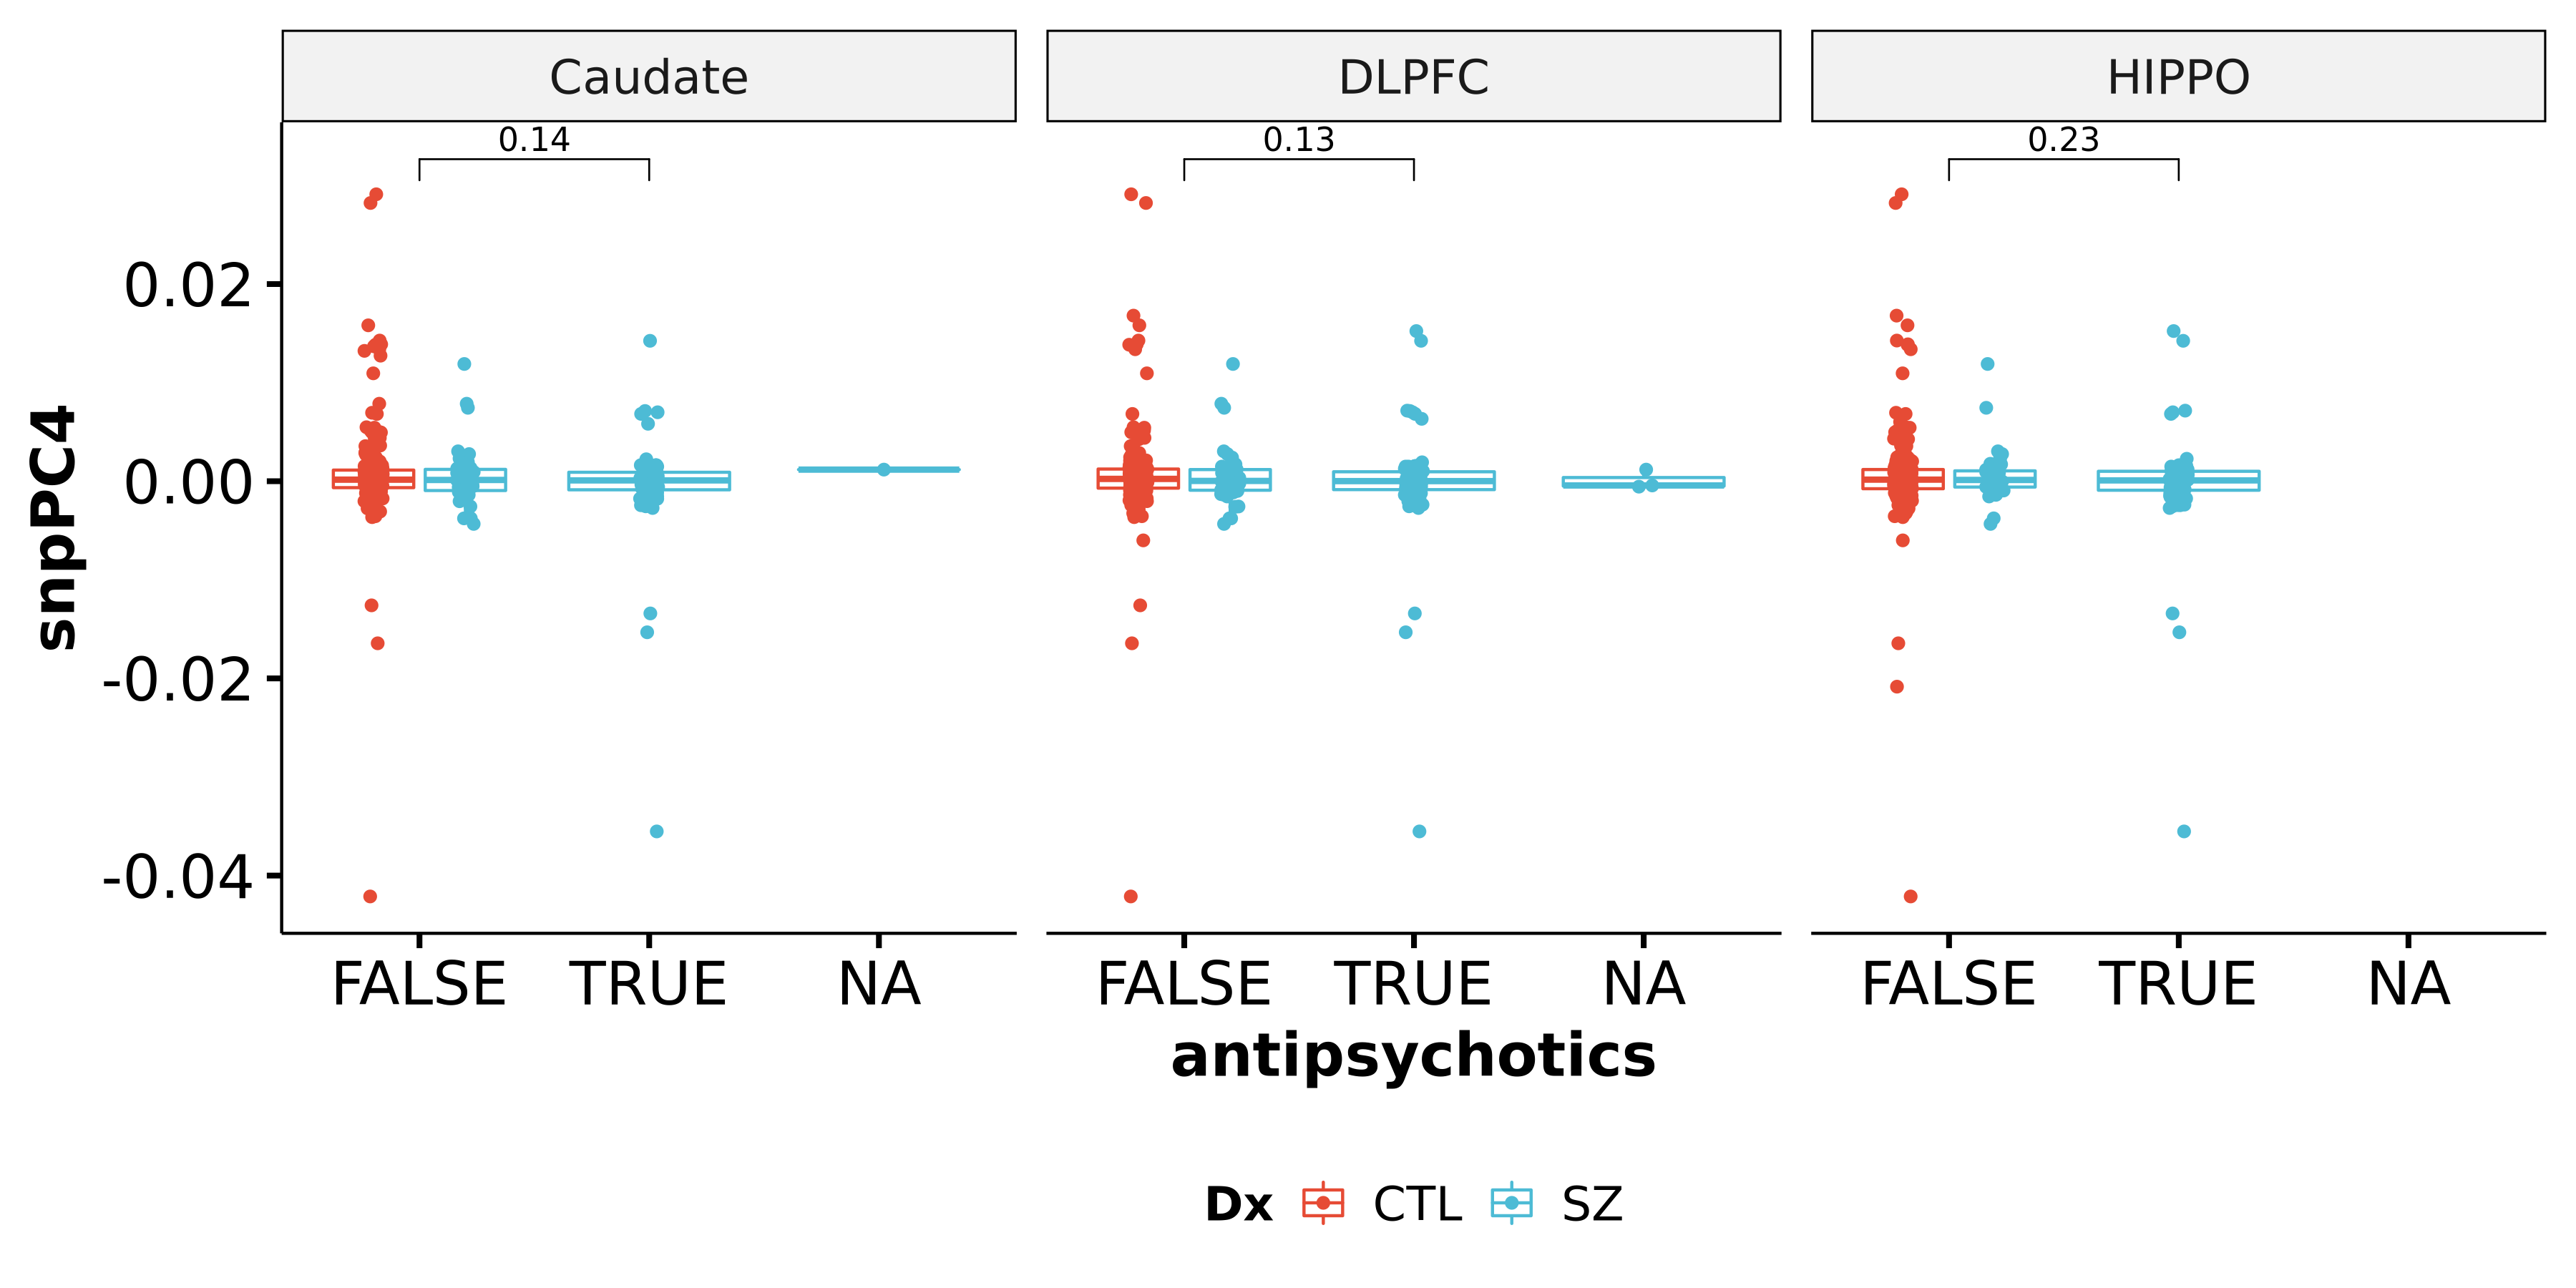 Caudate DLPFC HIPPO
0.14 0.13 0.23
0.02
0.00
-0.02
-0.04
snpPC4
FALSE TRUE NA FALSE TRUE NA FALSE TRUE NA
antipsychotics
Dx CTL SZ